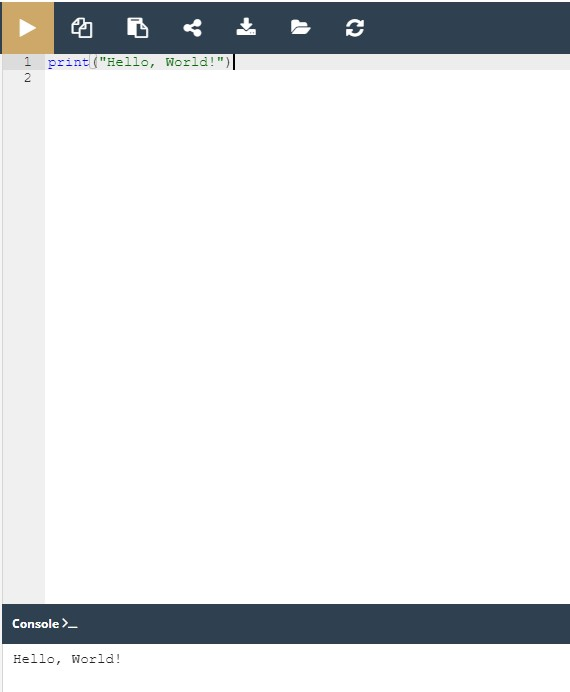 1 print("Hello, World!")
2
Console >_
Hello, World!